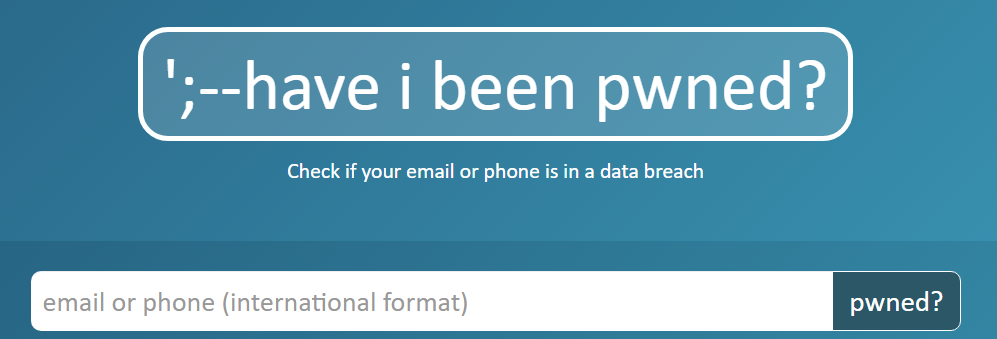 ';--have i been pwned?
Check if your email or phone is in a data breach
email or phone (international format)
pwned?